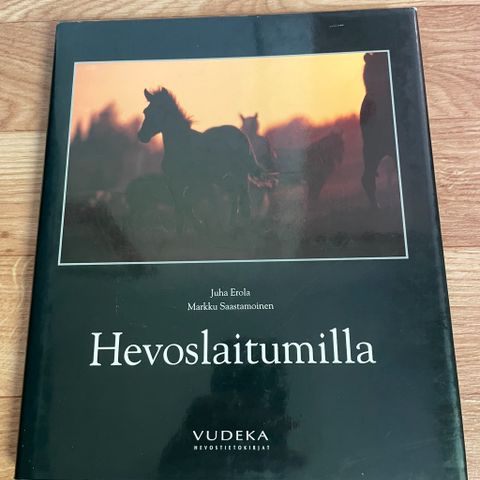 Juha Erola
Markku Saastamoinen
Hevoslaitumilla
VUDEKA
HEVOSTIETOKIRJAT